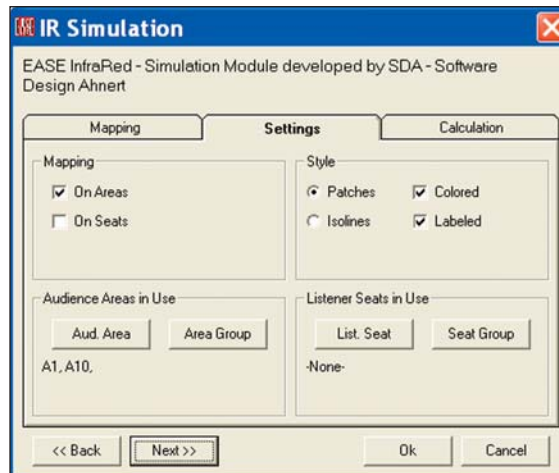 EASE IR Simulation
EASE InfraRed - Simulation Module developed by SDA - Software
Design Ahnert
Mapping
Settings
Calculation
Mapping
On Areas
On Seats
Style
Patches
Colored
Isolines
Labeled
Audience Areas in Use
Aud. Area
Area Group
A1, A10,
Listener Seats in Use
List. Seat
Seat Group
-None-
<< Back
Next >>
Ok
Cancel